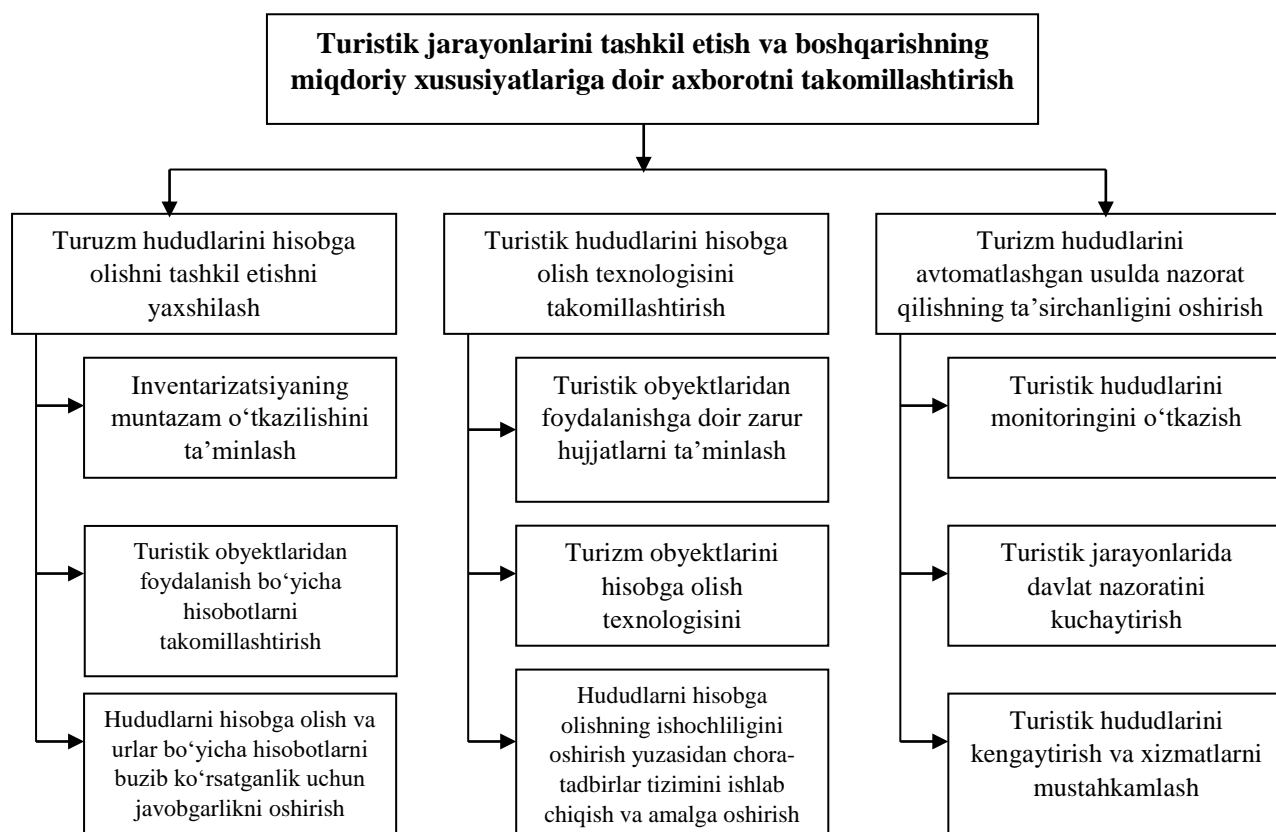 Turistik jarayonlarini tashkil etish va boshqarishning
miqdoriy xususiyatlariga doir axborotni takomillashtirish
Turuzm hududlarini hisobga
olishni tashkil etishni
yaxshilash
Inventarizatsiyaning
muntazam o‘tkazilishini
ta’minlash
Turistik obyektlaridan
foydalanish bo‘yicha
hisobotlarni
takomillashtirish
Hududlarni hisobga olish va
urlar bo‘yicha hisobotlarni
buzib ko‘rsatganlik uchun
javobgarlikni oshirish
Turistik hududlarini hisobga
olish texnologisini
takomillashtirish
Turistik obyektlaridan
foydalanishga doir zarur
hujjatlarni ta’minlash
Turizm obyektlarini
hisobga olish
texnologisini
Hududlarni hisobga
olishning ishochliligini
oshirish yuzasidan chora-
tadbirlar tizimini ishlab
chiqish va amalga oshirish
Turizm hududlarini
avtomatlashgan usulda nazorat
qilishning ta’sirchanligini oshirish
Turistik hududlarini
monitoringini o‘tkazish
Turistik jarayonlarida
davlat nazoratini
kuchaytirish
Turistik hududlarini
kengaytirish va xizmatlarni
mustahkamlash